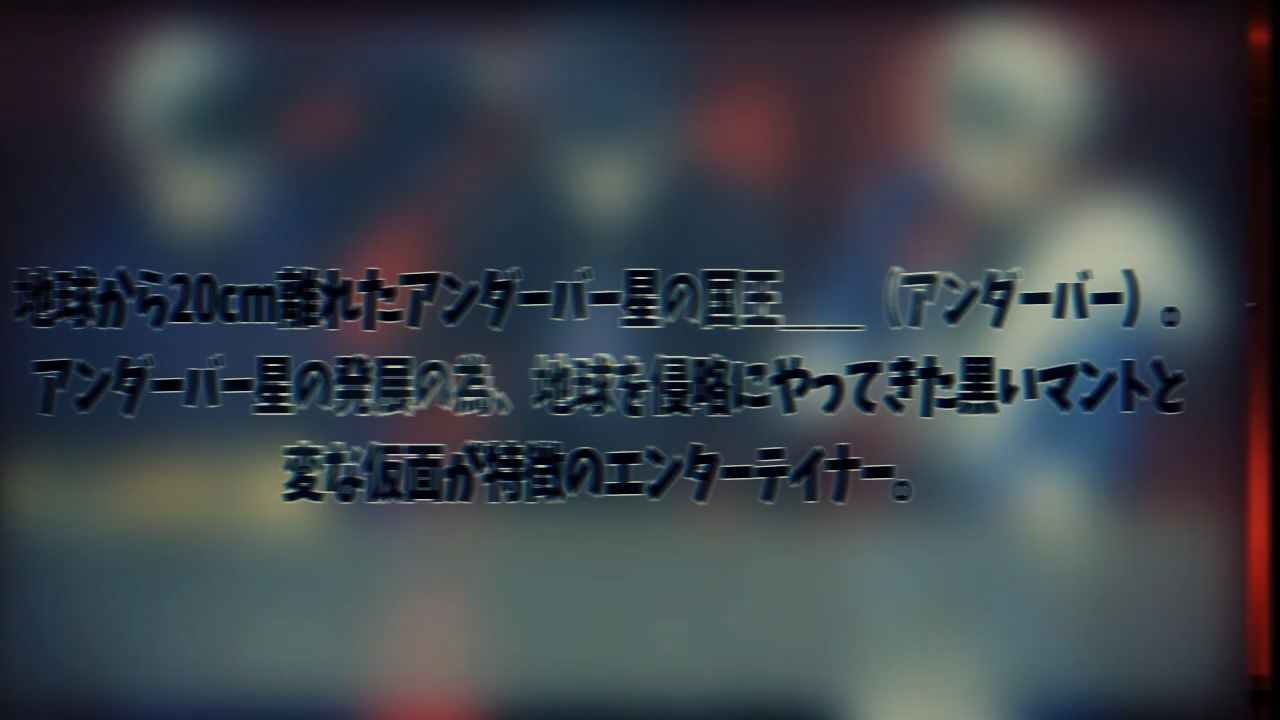 地球から20cm離れたアンダーバー星の国王____（アンダーバー）。
アンダーバー星の発展の為、地球を侵略にやってきた黒いマントと
変な仮面が特徴のエンターテイナー。